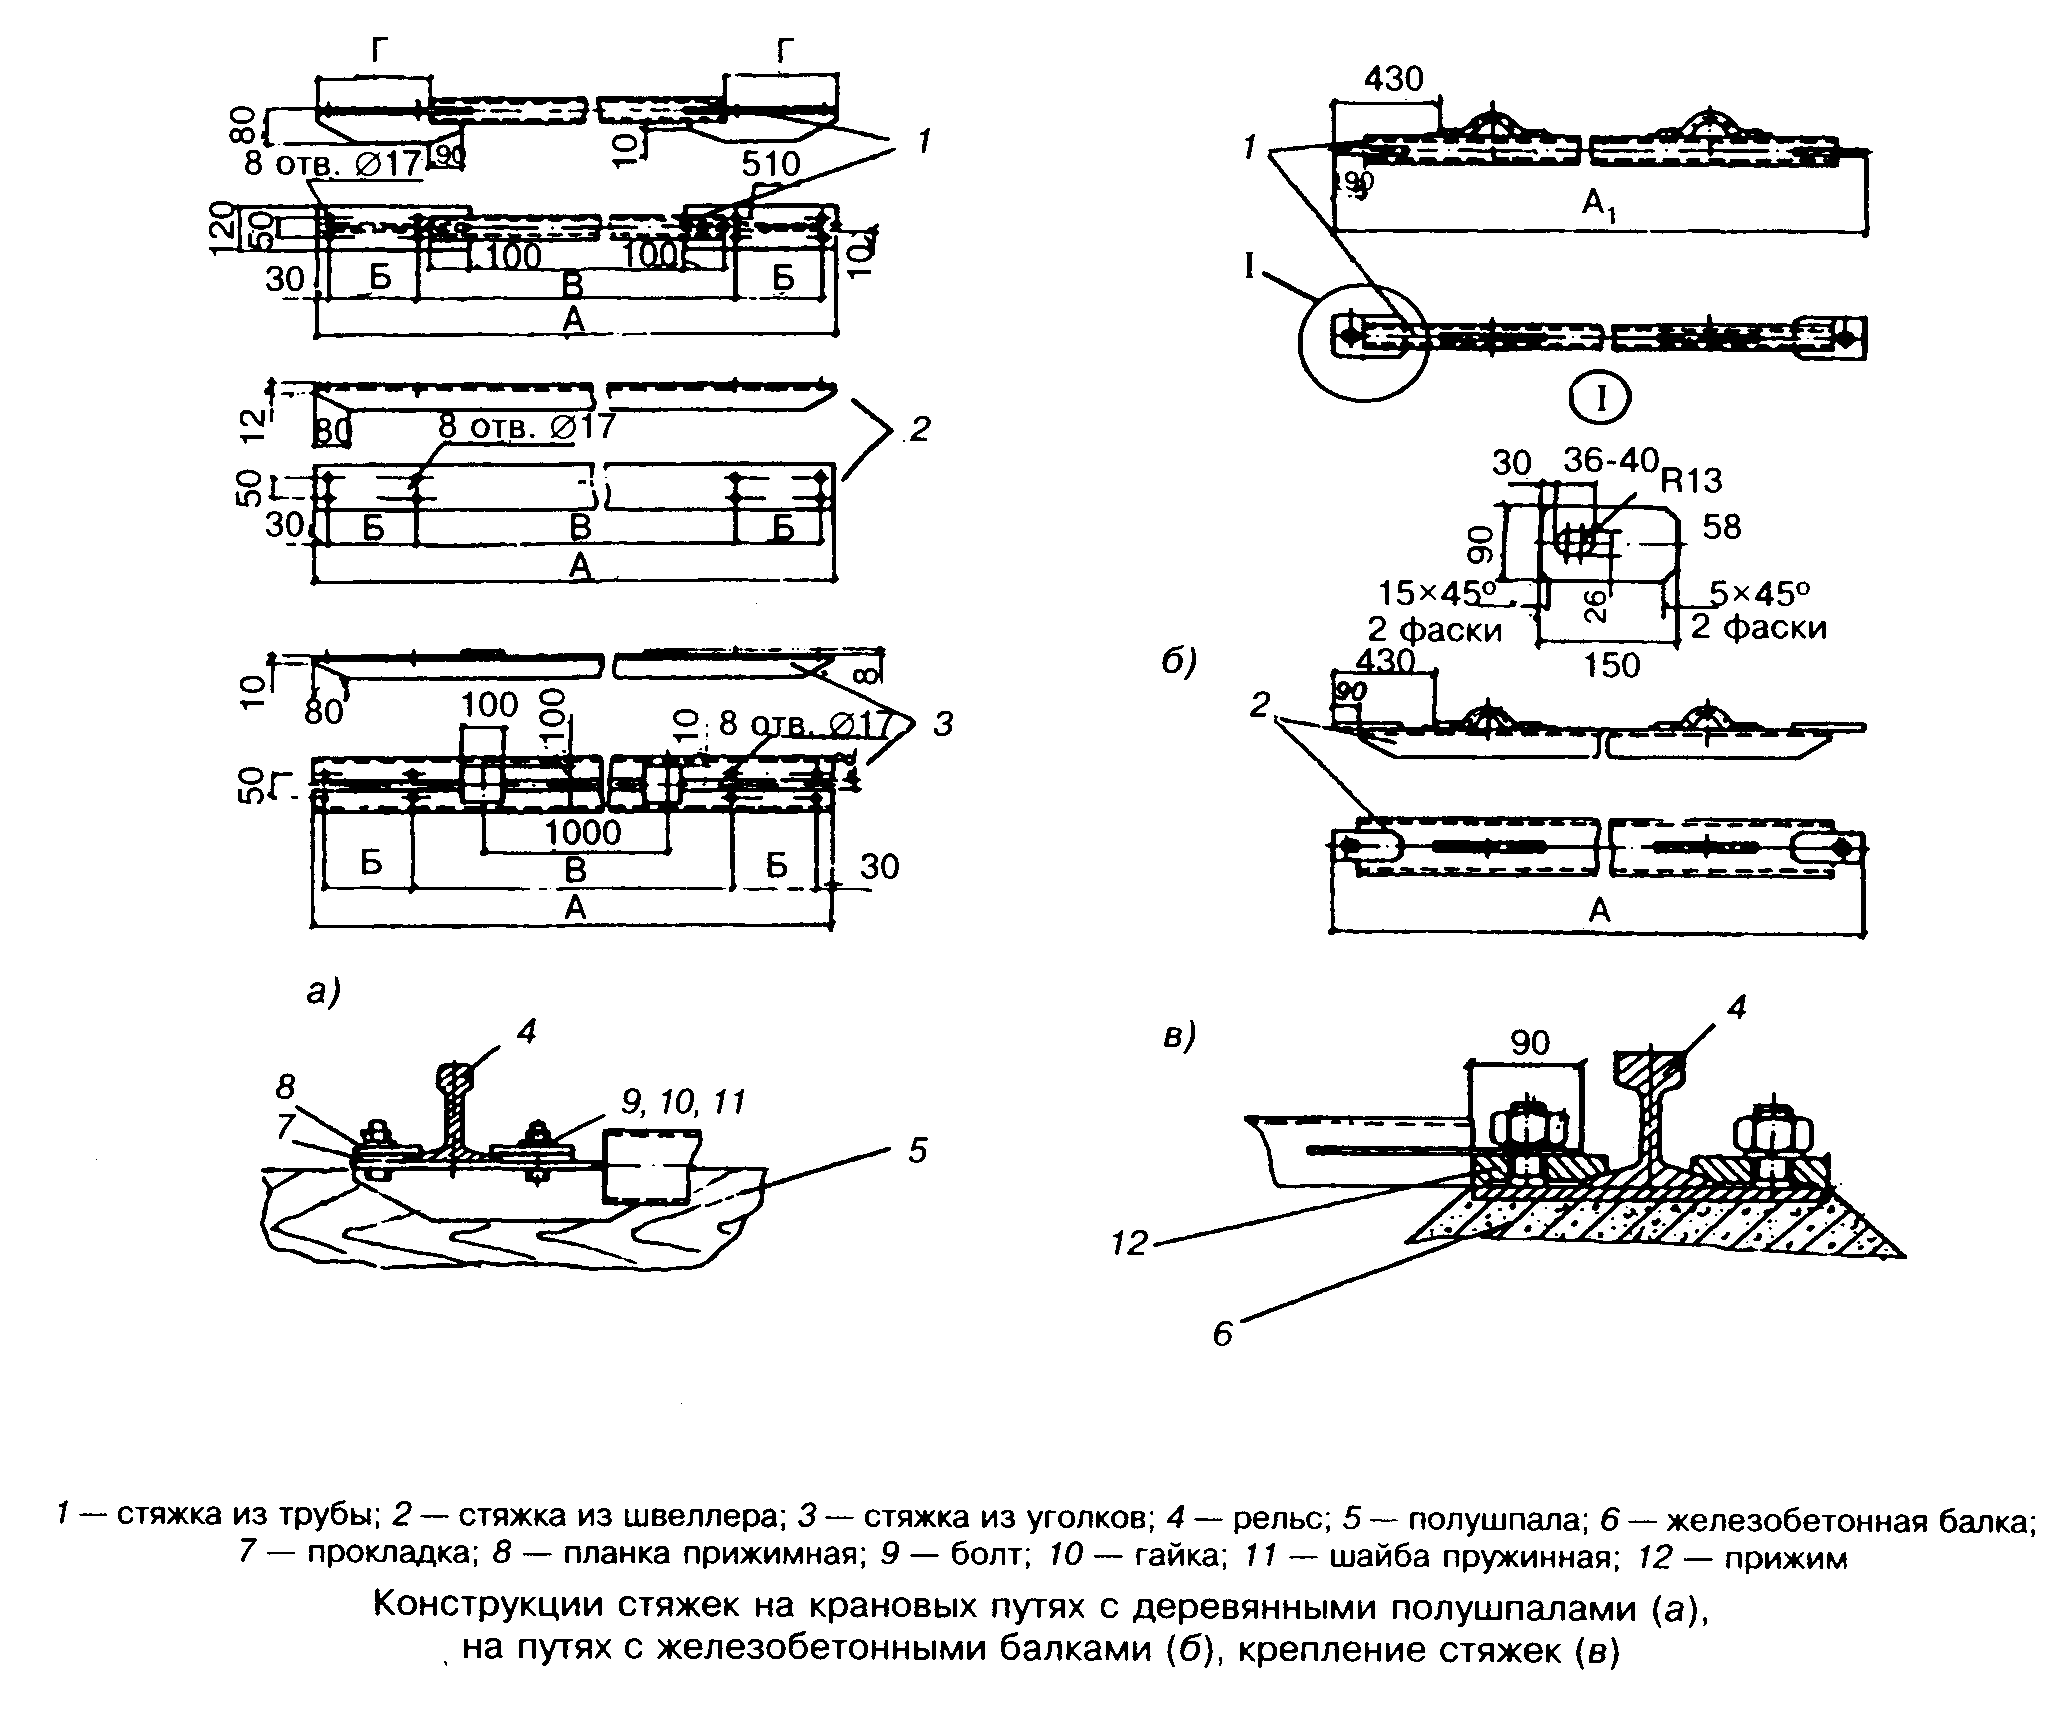 Г Г
80
90
10
1
8 отв. ∅17
510
120
50
100 100
10
30 Б В Б
А
12
80
8 отв. ∅17
2
50
30 Б В Б
А
10
80
8
100
100
10
8 отв. ∅17
3
50
1000
Б В Б 30
А
а)
4
8
7
9, 10, 11
5
430
1
190
А₁
I
I
30 36-40
R13
90
58
15×45° 26 5×45°
2 фаски 2 фаски
150
б)
430
90
2
А
в)
90
4
12
6
1 — стяжка из трубы; 2 — стяжка из швеллера; 3 — стяжка из уголков; 4 — рельс; 5 — полушпала; 6 — железобетонная балка;
7 — прокладка; 8 — планка прижимная; 9 — болт; 10 — гайка; 11 — шайба пружинная; 12 — прижим
Конструкции стяжек на крановых путях с деревянными полушпалами (а),
на путях с железобетонными балками (б), крепление стяжек (в)